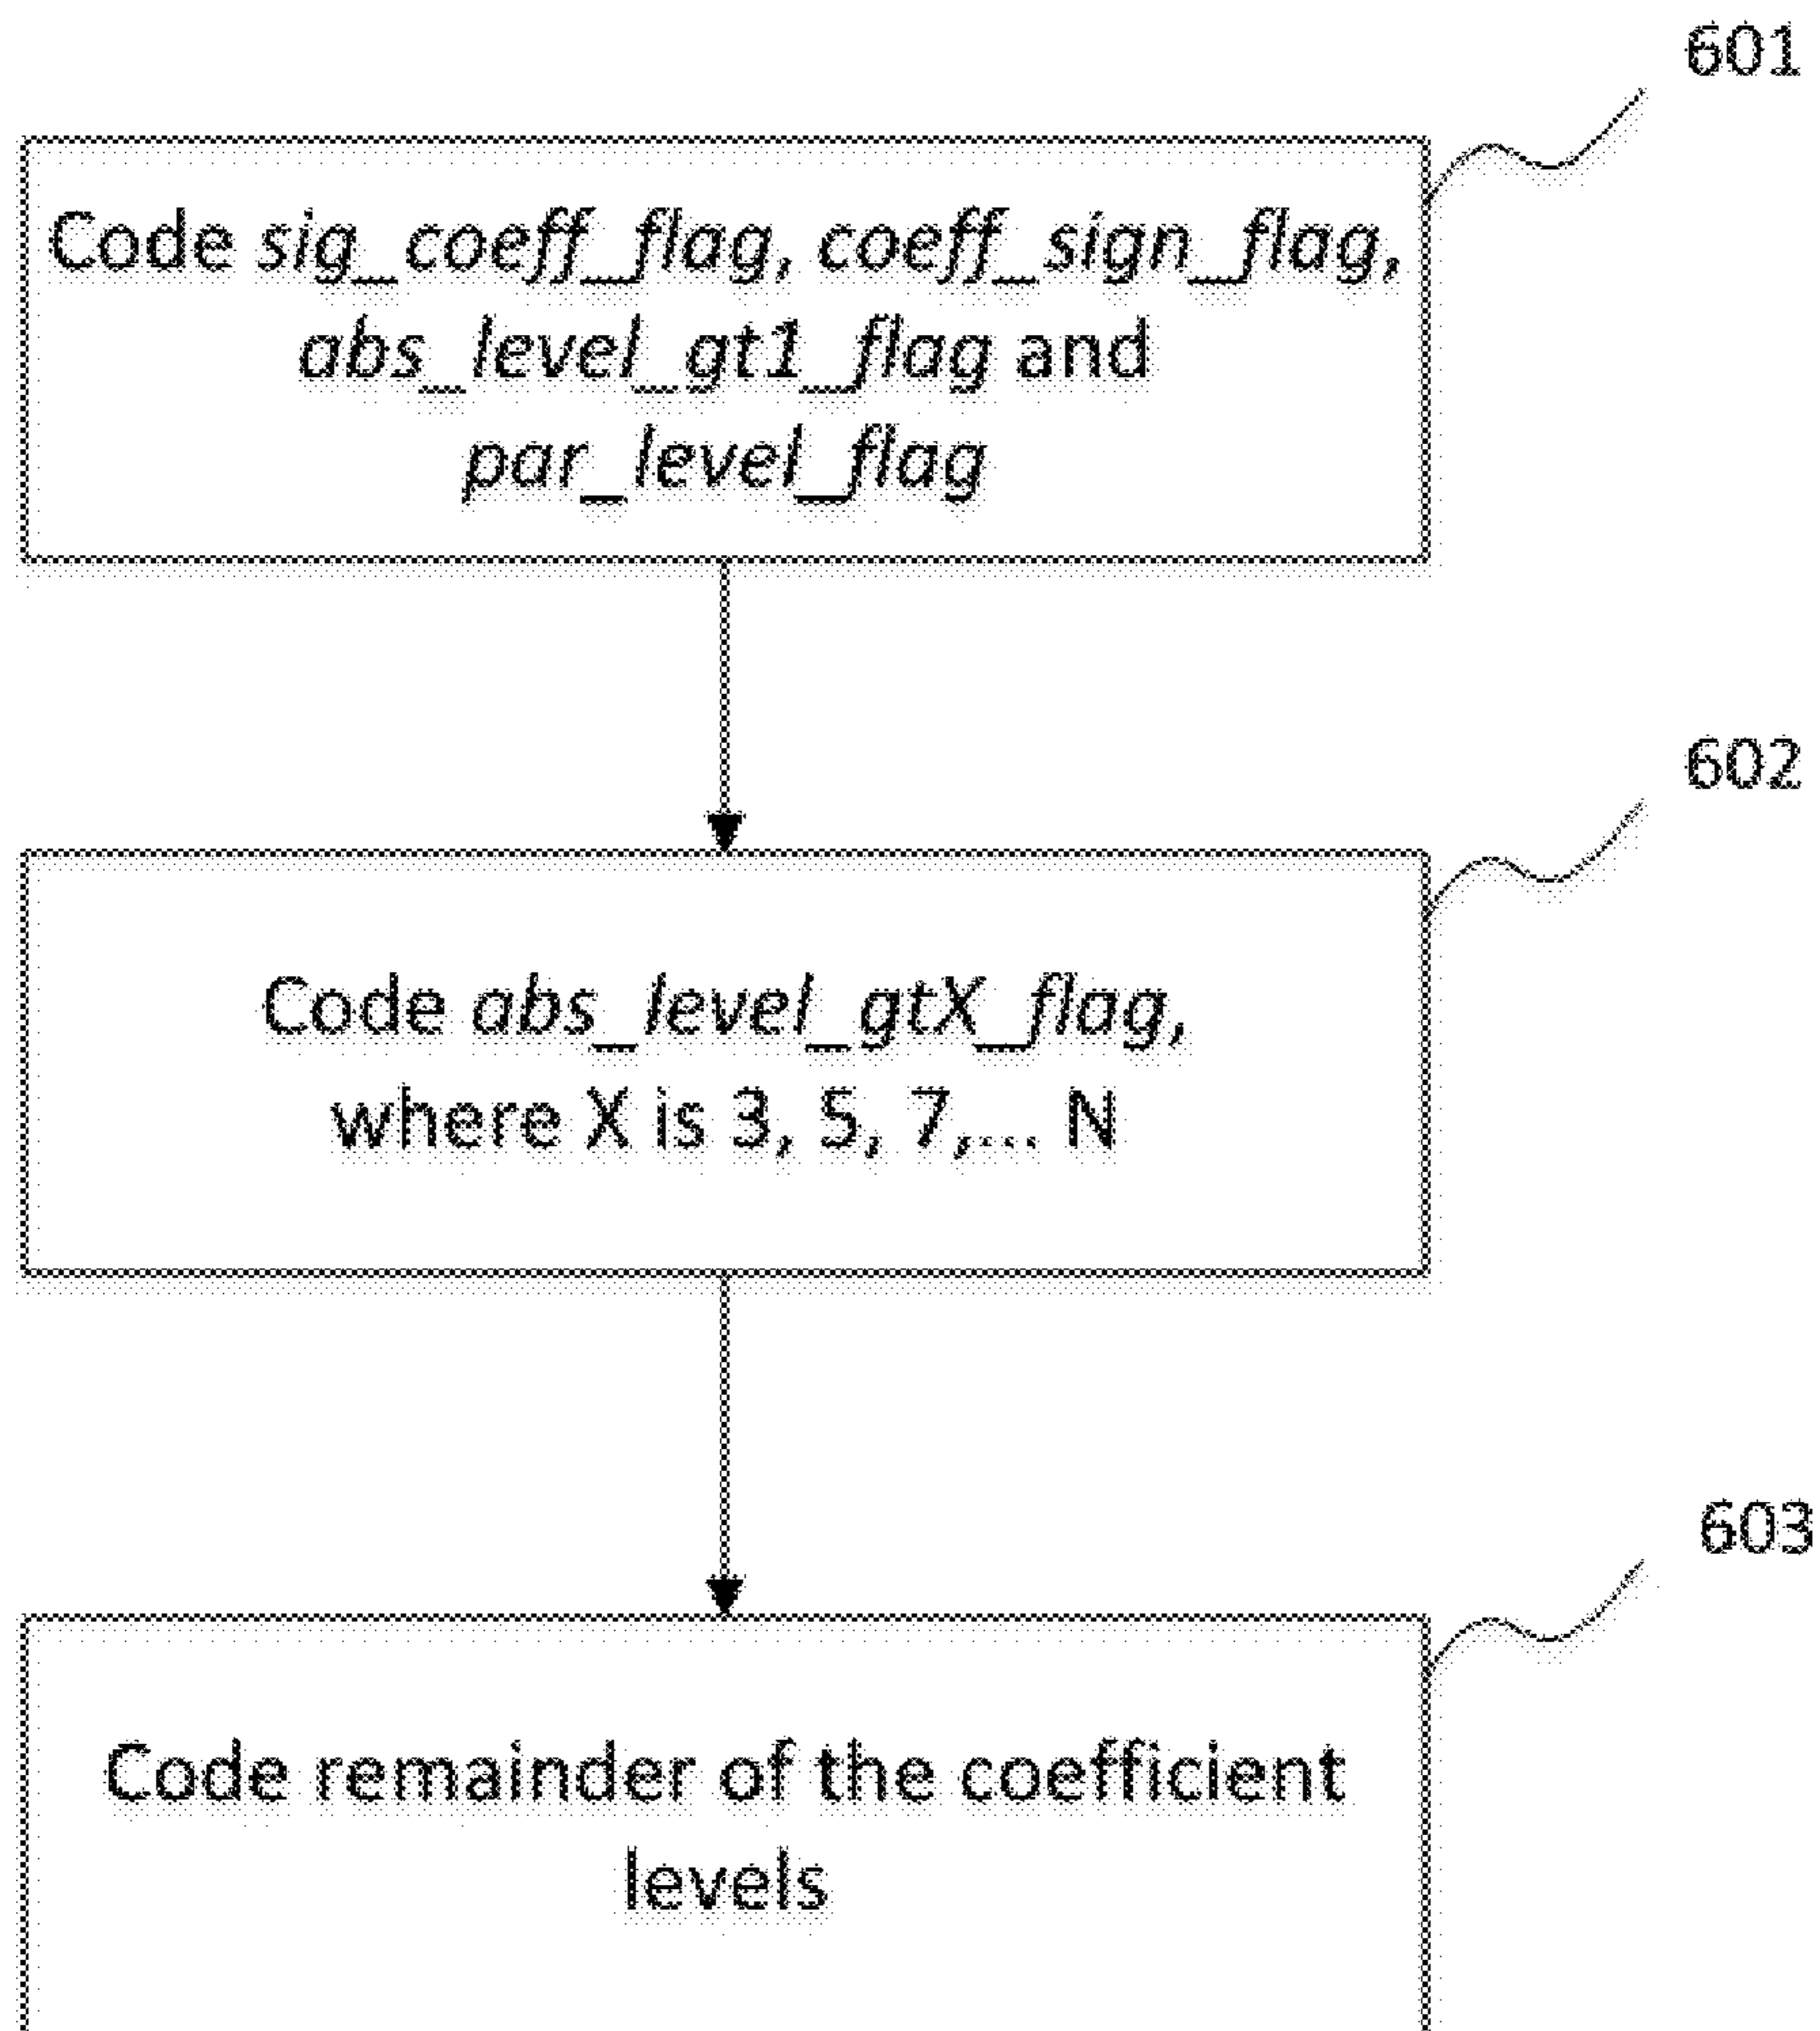 601
Code sig_coeff_flag, coeff_sign_flag,
abs_level_gt1_flag and
par_level_flag
602
Code abs_level_gtX_flag,
where X is 3, 5, 7,... N
603
Code remainder of the coefficient
levels